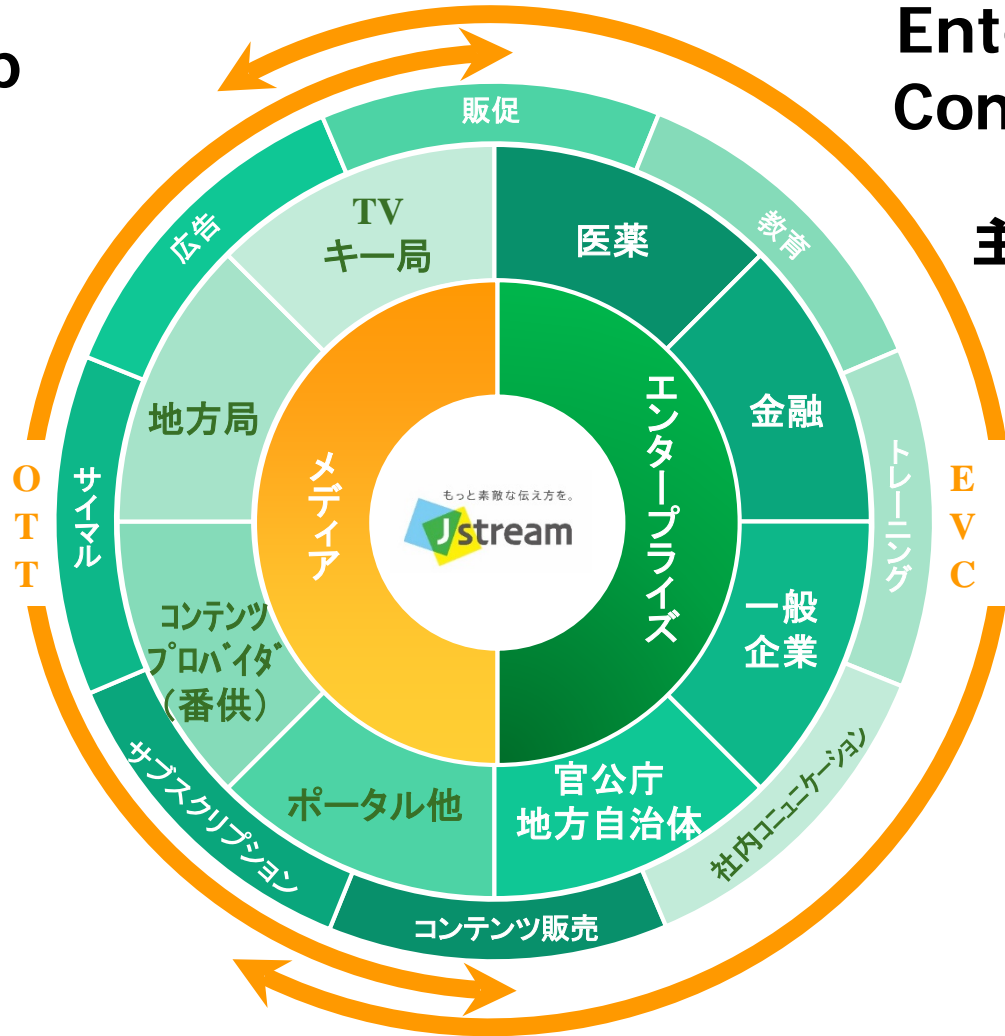 p
Ent
Con
主
販促
教育
トレーニング
社内コニュニケーション
コンテンツ販売
サブスクリプション
サイマル
広告
TV
キー局
医薬
地方局
金融
コンテンツ
プロバイダ
（番供）
一般
企業
ポータル他
官公庁
地方自治体
メディア
エンタープライズ
もっと素敵な伝え方を。
Jstream
OTT
EVC